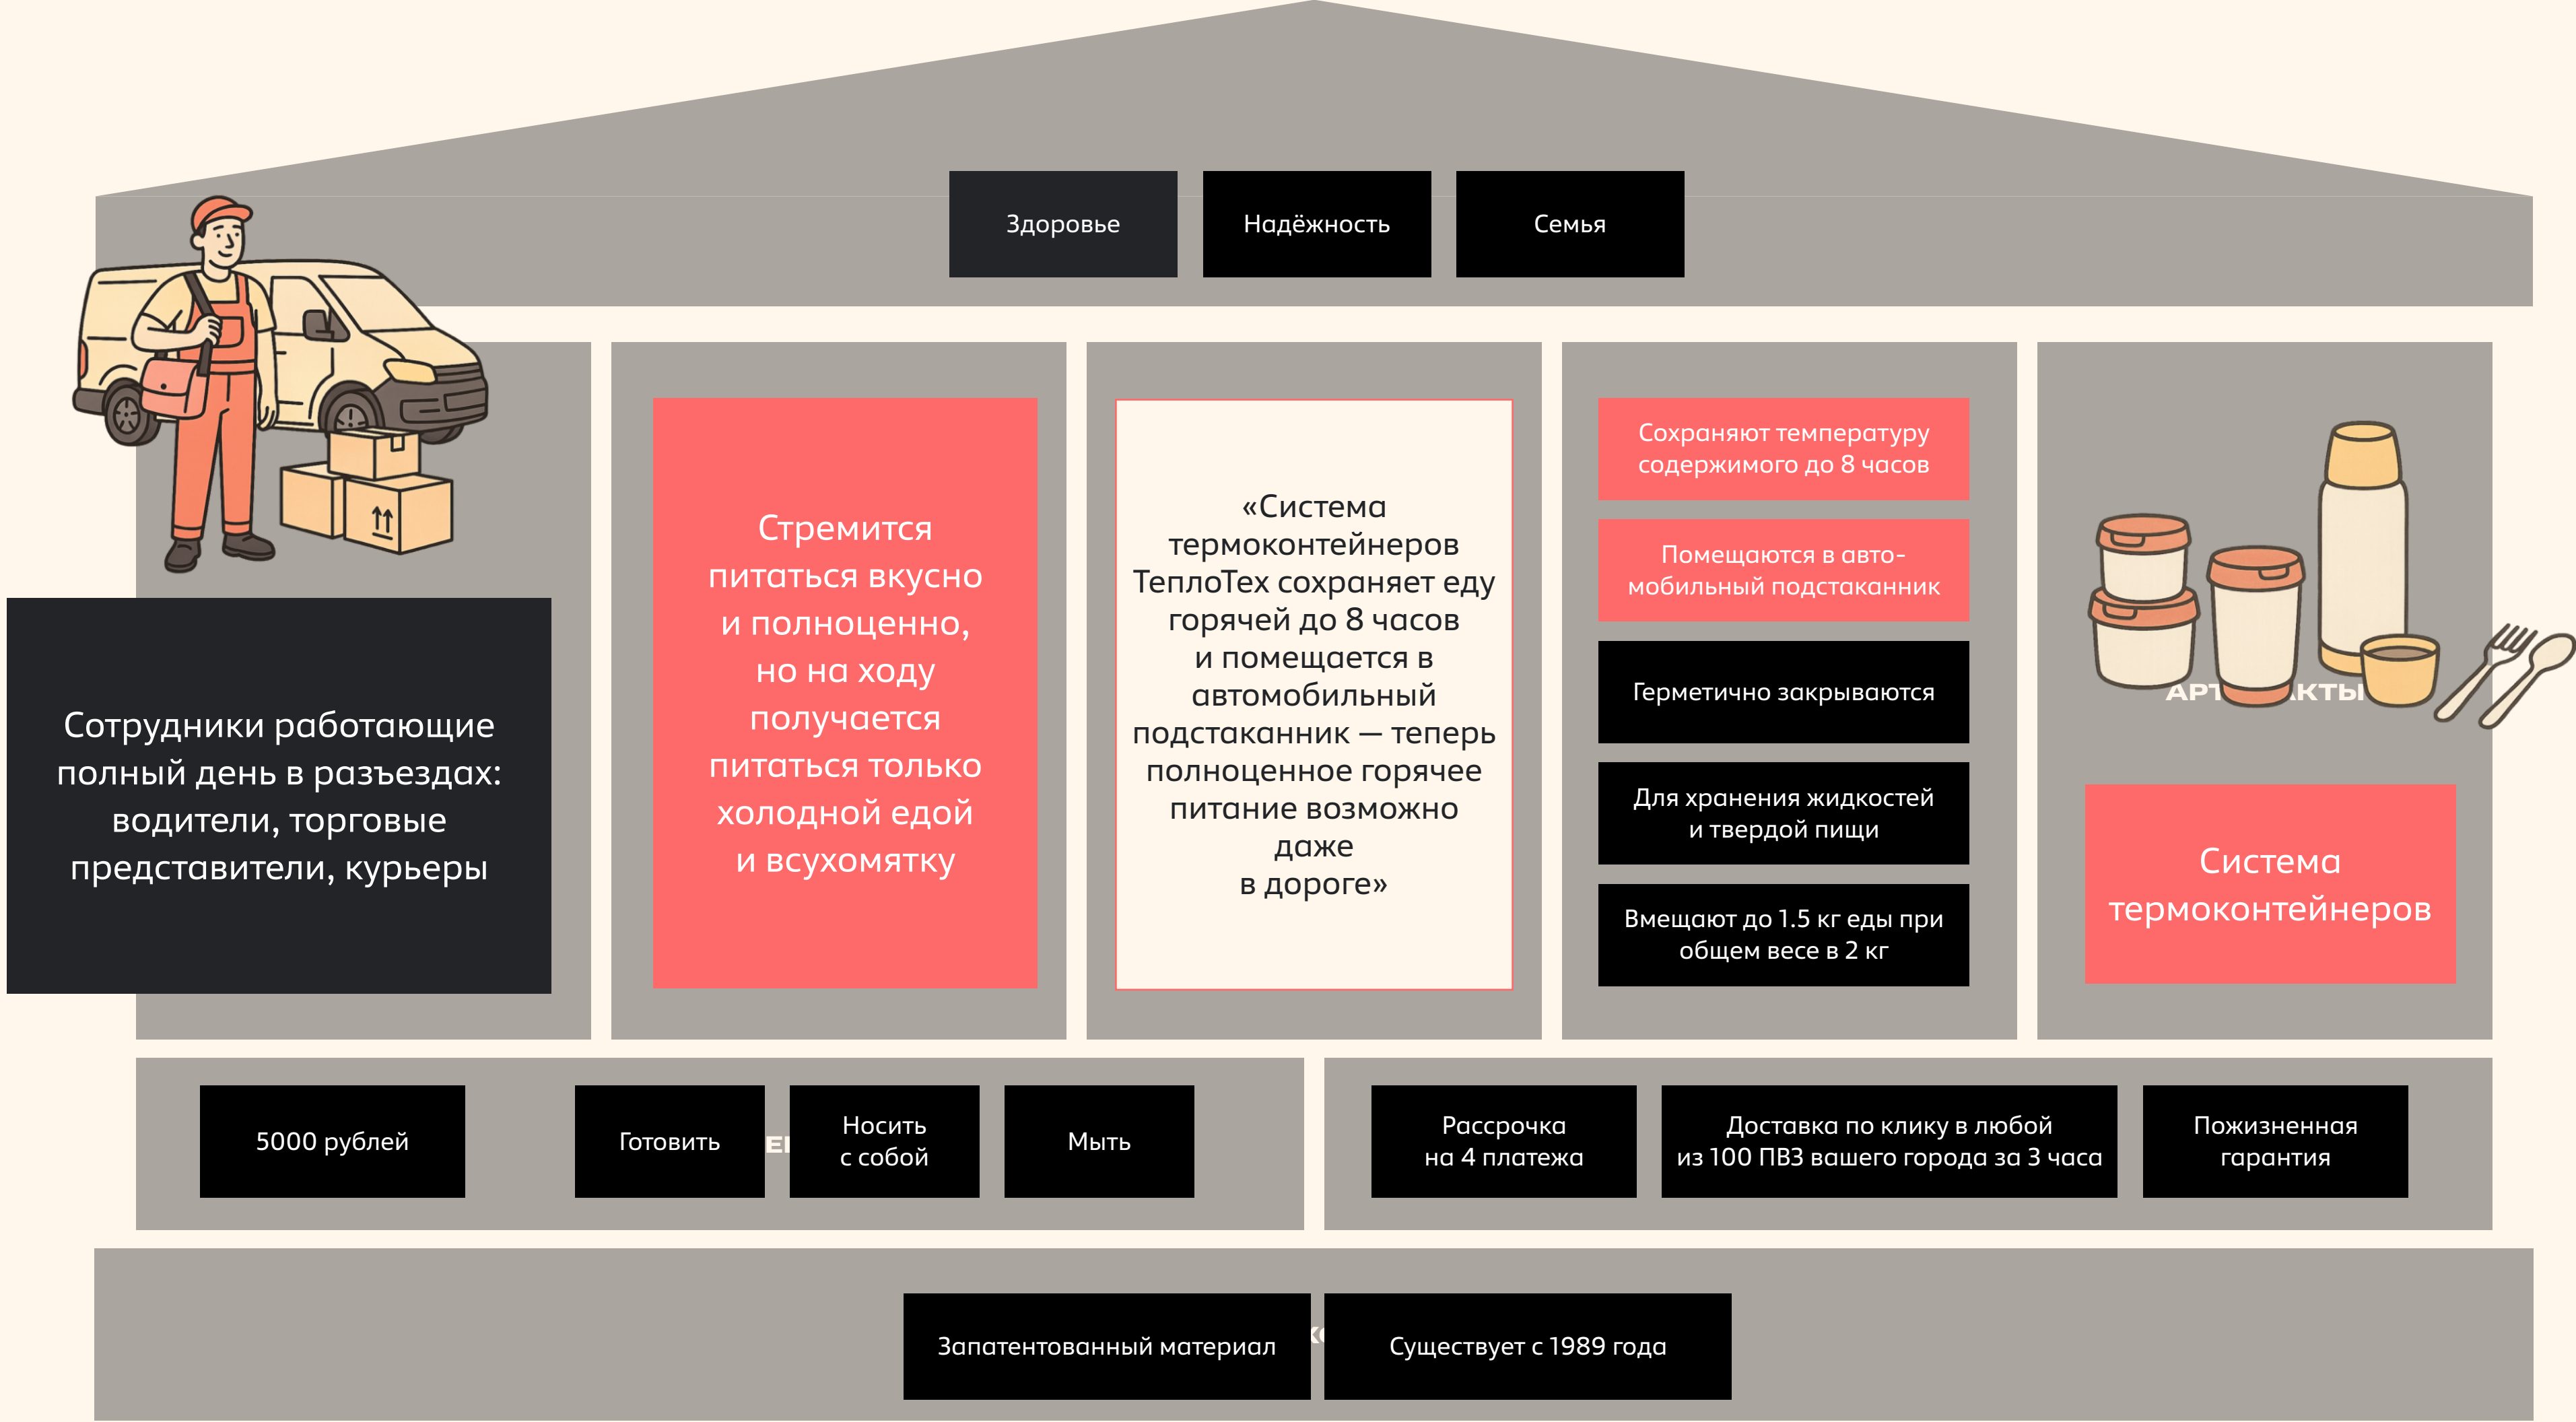 Здоровье
Надёжность
Семья
Сотрудники работающие
полный день в разъездах:
водители, торговые
представители, курьеры
Стремится
питаться вкусно
и полноценно,
но на ходу
получается
питаться только
холодной едой
и всухомятку
«Система
термоконтейнеров
ТеплоТех сохраняет еду
горячей до 8 часов
и помещается в
автомобильный
подстаканник — теперь
полноценное горячее
питание возможно
даже
в дороге»
Сохраняют температуру
содержимого до 8 часов
Помещаются в авто-
мобильный подстаканник
Герметично закрываются
Для хранения жидкостей
и твердой пищи
Вмещают до 1.5 кг еды при
общем весе в 2 кг
Система
термоконтейнеров
5000 рублей
Готовить
Носить
с собой
Мыть
Рассрочка
на 4 платежа
Доставка по клику в любой
из 100 ПВЗ вашего города за 3 часа
Пожизненная
гарантия
Запатентованный материал
Существует с 1989 года